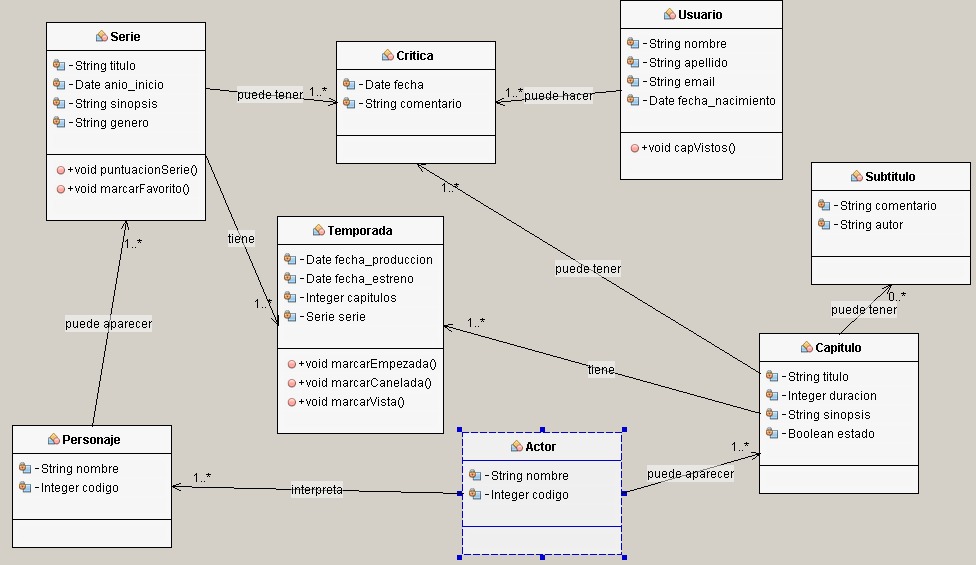 Serie
- String titulo
- Date anio_inicio
- String sinopsis
- String genero
+void puntuacionSerie()
+void marcarFavorito()
puede tener
1..*
Critica
- Date fecha
- String comentario
1..*
puede hacer
Usuario
- String nombre
- String apellido
- String email
- Date fecha_nacimiento
+void capVistos()
1..*
Subtitulo
- String comentario
- String autor
1..*
tiene
Temporada
- Date fecha_produccion
- Date fecha_estreno
- Integer capitulos
- Serie serie
+void marcarEmpezada()
+void marcarCanelada()
+void marcarVista()
1..*
puede tener
0..*
puede tener
puede aparecer
1..*
tiene
Capitulo
- String titulo
- Integer duracion
- String sinopsis
- Boolean estado
Personaje
- String nombre
- Integer codigo
1..*
interpreta
Actor
- String nombre
- Integer codigo
1..*
puede aparecer